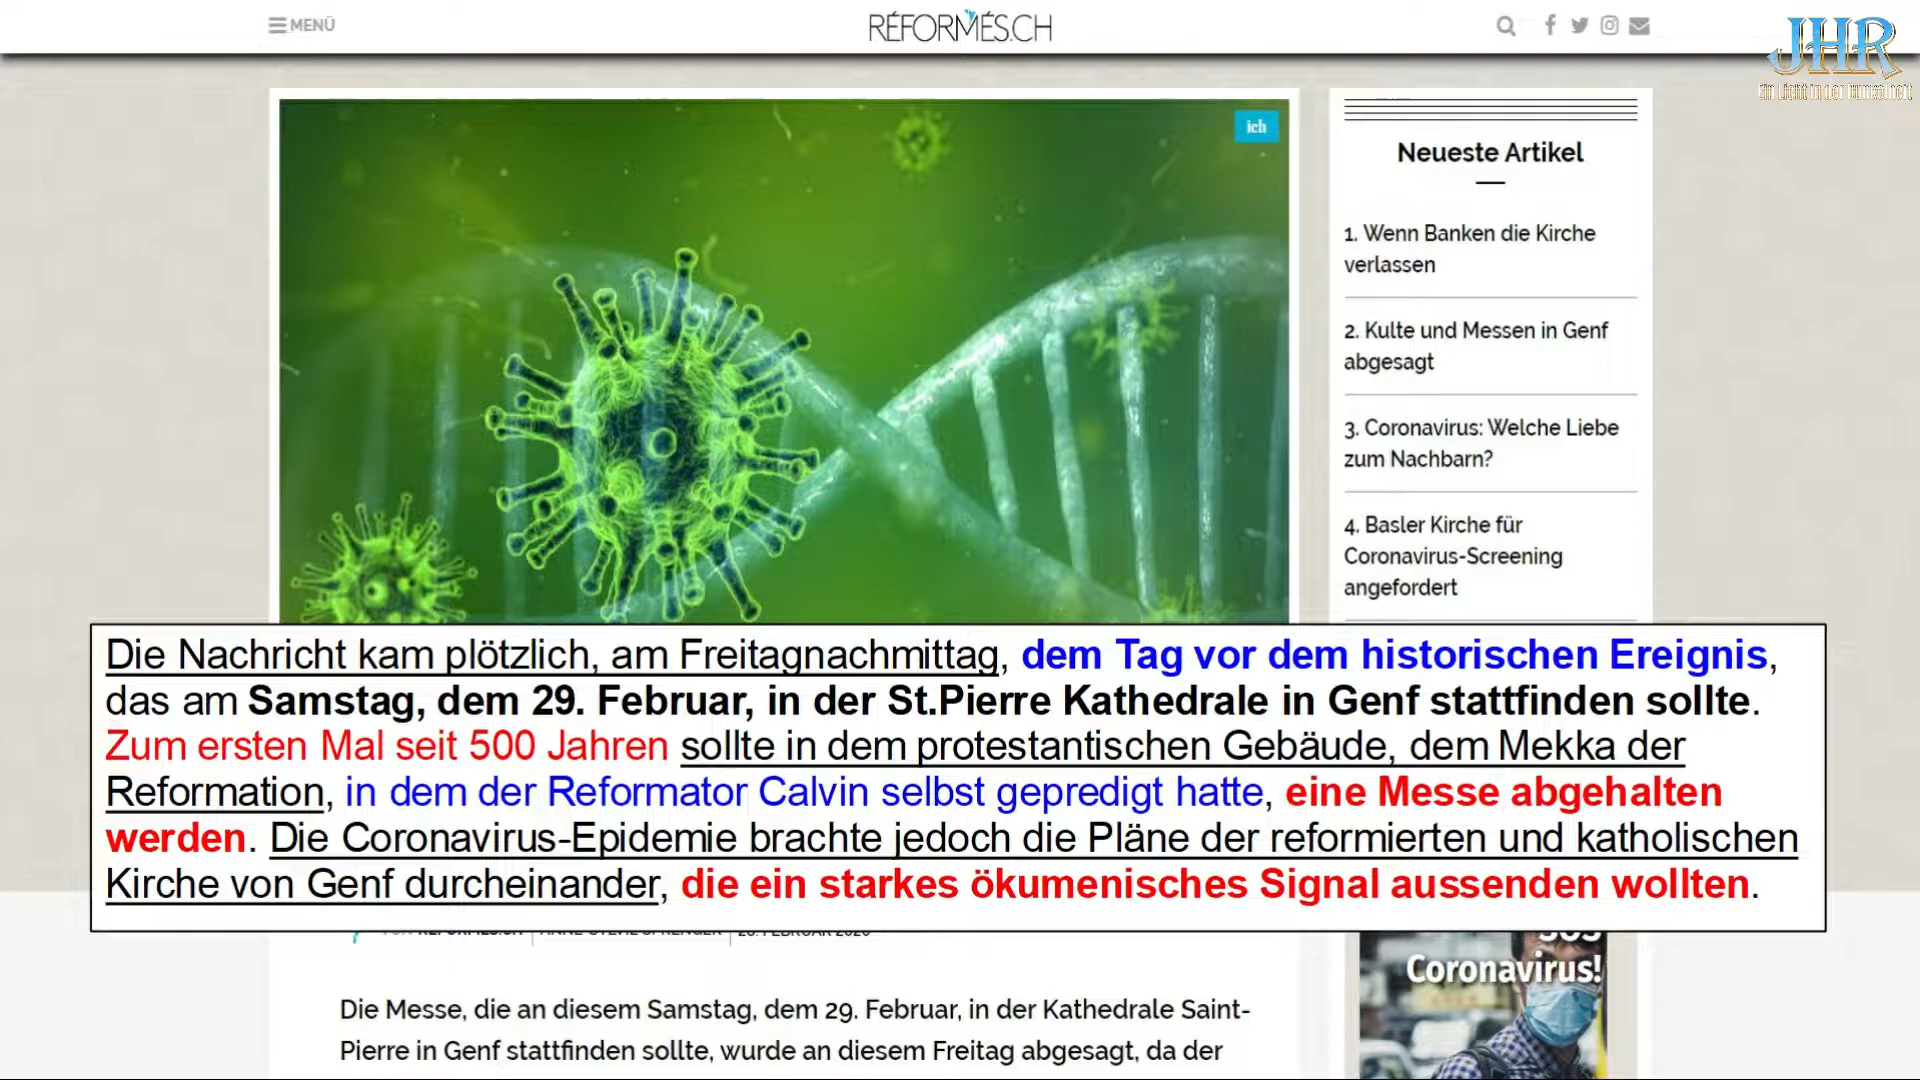 MENÜ
RÉFORMÉS.CH
JHR
Ein Licht in der Dunkelheit
ich
Neueste Artikel
1. Wenn Banken die Kirche
verlassen
2. Kulte und Messen in Genf
abgesagt
3. Coronavirus: Welche Liebe
zum Nachbarn?
4. Basler Kirche für
Coronavirus-Screening
angefordert
Die Nachricht kam plötzlich, am Freitagnachmittag, dem Tag vor dem historischen Ereignis,
das am Samstag, dem 29. Februar, in der St.Pierre Kathedrale in Genf stattfinden sollte.
Zum ersten Mal seit 500 Jahren sollte in dem protestantischen Gebäude, dem Mekka der
Reformation, in dem der Reformator Calvin selbst gepredigt hatte, eine Messe abgehalten
werden. Die Coronavirus-Epidemie brachte jedoch die Pläne der reformierten und katholischen
Kirche von Genf durcheinander, die ein starkes ökumenisches Signal aussenden wollten.
Coronavirus!
Die Messe, die an diesem Samstag, dem 29. Februar, in der Kathedrale Saint-
Pierre in Genf stattfinden sollte, wurde an diesem Freitag abgesagt, da der